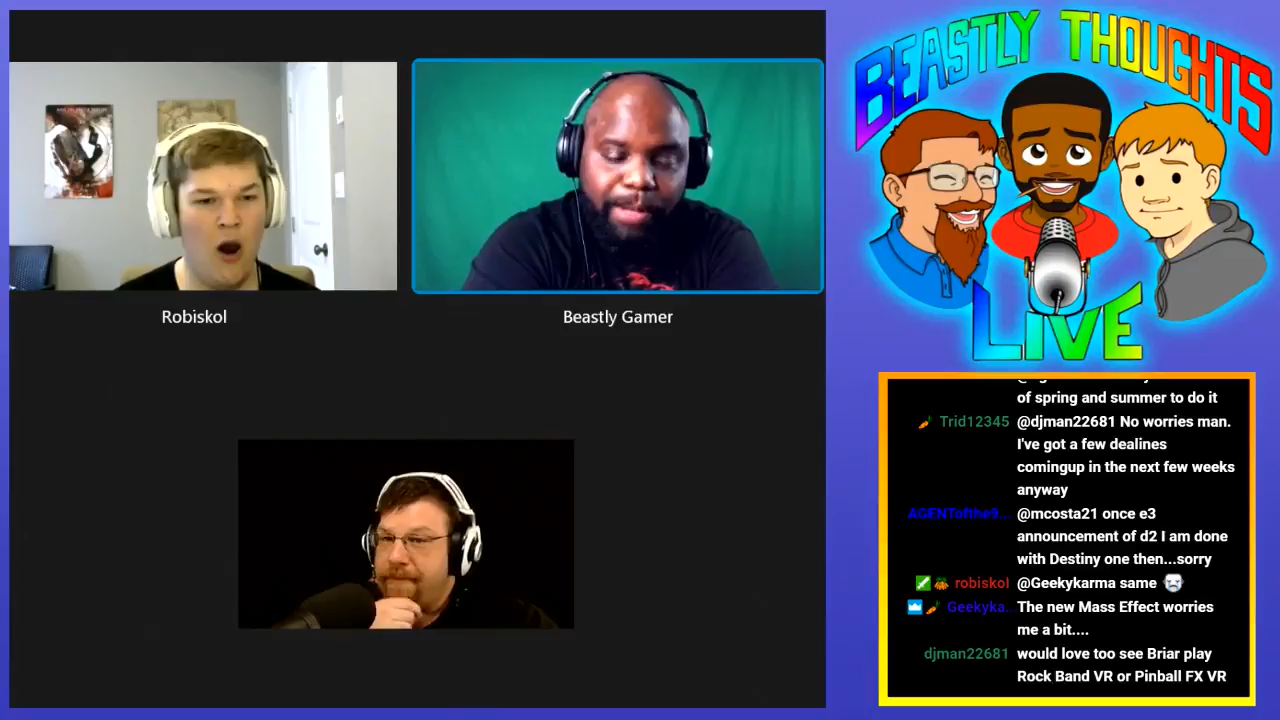 BEASTLY THOUGHTS
LIVE
Robiskol
Beastly Gamer
of spring and summer to do it
Trid12345 @djman22681 No worries man.
I've got a few dealines
comingup in the next few weeks
anyway
AGENTofthe9... @mcosta21 once e3
announcement of d2 I am done
with Destiny one then...sorry
robiskol @Geekykarma same
Geekyka... The new Mass Effect worries
me a bit....
djman22681 would love too see Briar play
Rock Band VR or Pinball FX VR